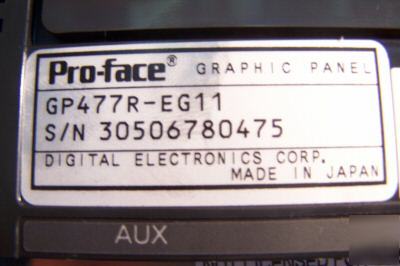 Pro-face® GRAPHIC PANEL
GP477R-EG11
S/N 30506780475
DIGITAL ELECTRONICS CORP.
MADE IN JAPAN
AUX